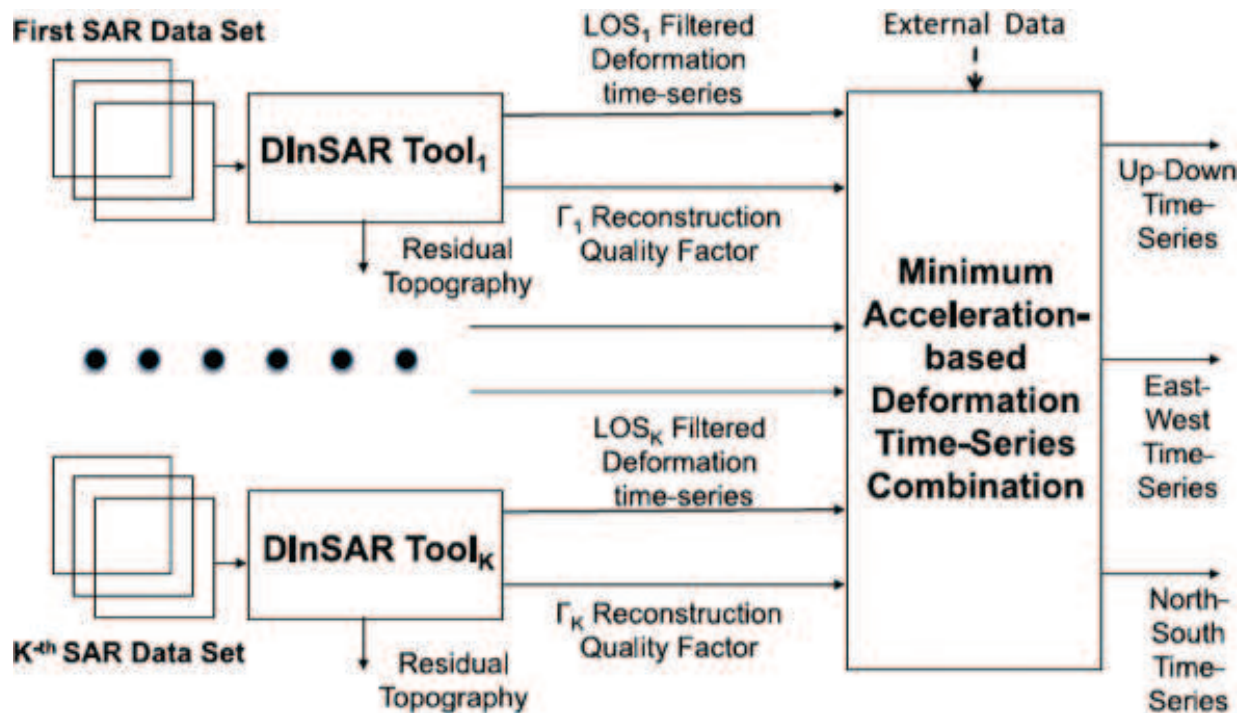 First SAR Data Set
DInSAR Tool₁
LOS₁ Filtered
Deformation
time-series
Γ₁ Reconstruction
Quality Factor
Residual
Topography
External Data
Minimum
Acceleration-
based
Deformation
Time-Series
Combination
Up-Down
Time-
Series
East-
West
Time-
Series
North-
South
Time-
Series
LOSK Filtered
Deformation
time-series
DInSAR ToolK
ΓK Reconstruction
Quality Factor
K-th SAR Data Set
Residual
Topography